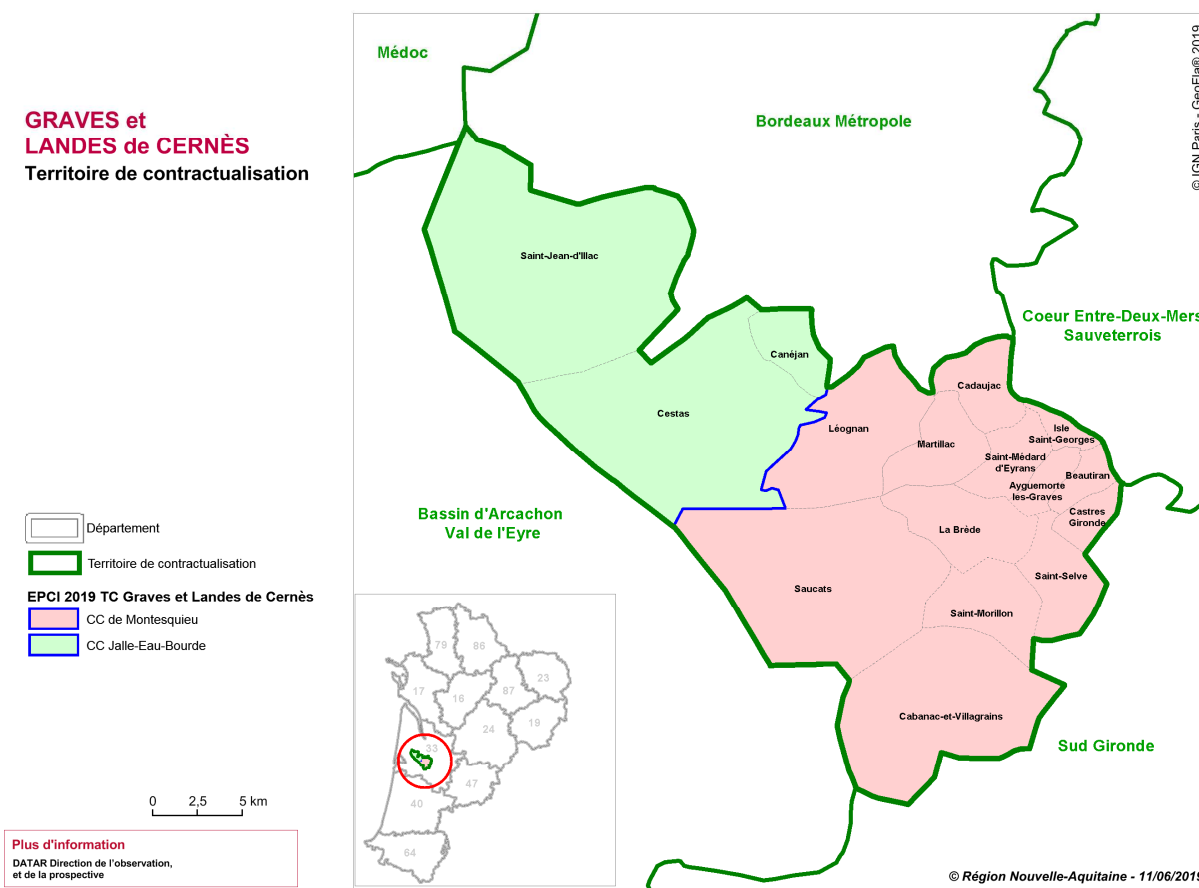 GRAVES et
LANDES de CERNÈS
Territoire de contractualisation
Médoc
Bordeaux Métropole
© IGN Paris - GeoFla® 2019
Coeur Entre-Deux-Mers
Sauveterrois
Saint-Jean-d'Illac
Canéjan
Cestas
Léognan
Cadaujac
Martillac
Isle
Saint-Georges
Saint-Médard
d'Eyrans
Beautiran
Ayguemorte
les-Graves
Castres
Gironde
La Brède
Saint-Selve
Saucats
Saint-Morillon
Cabanac-et-Villagrains
Bassin d'Arcachon
Val de l'Eyre
Sud Gironde
Département
Territoire de contractualisation
EPCI 2019 TC Graves et Landes de Cernès
CC de Montesquieu
CC Jalle-Eau-Bourde
79
86
17
16
87
23
24
19
33
47
40
64
0 2,5 5 km
Plus d'information
DATAR Direction de l'observation,
et de la prospective
© Région Nouvelle-Aquitaine - 11/06/2019